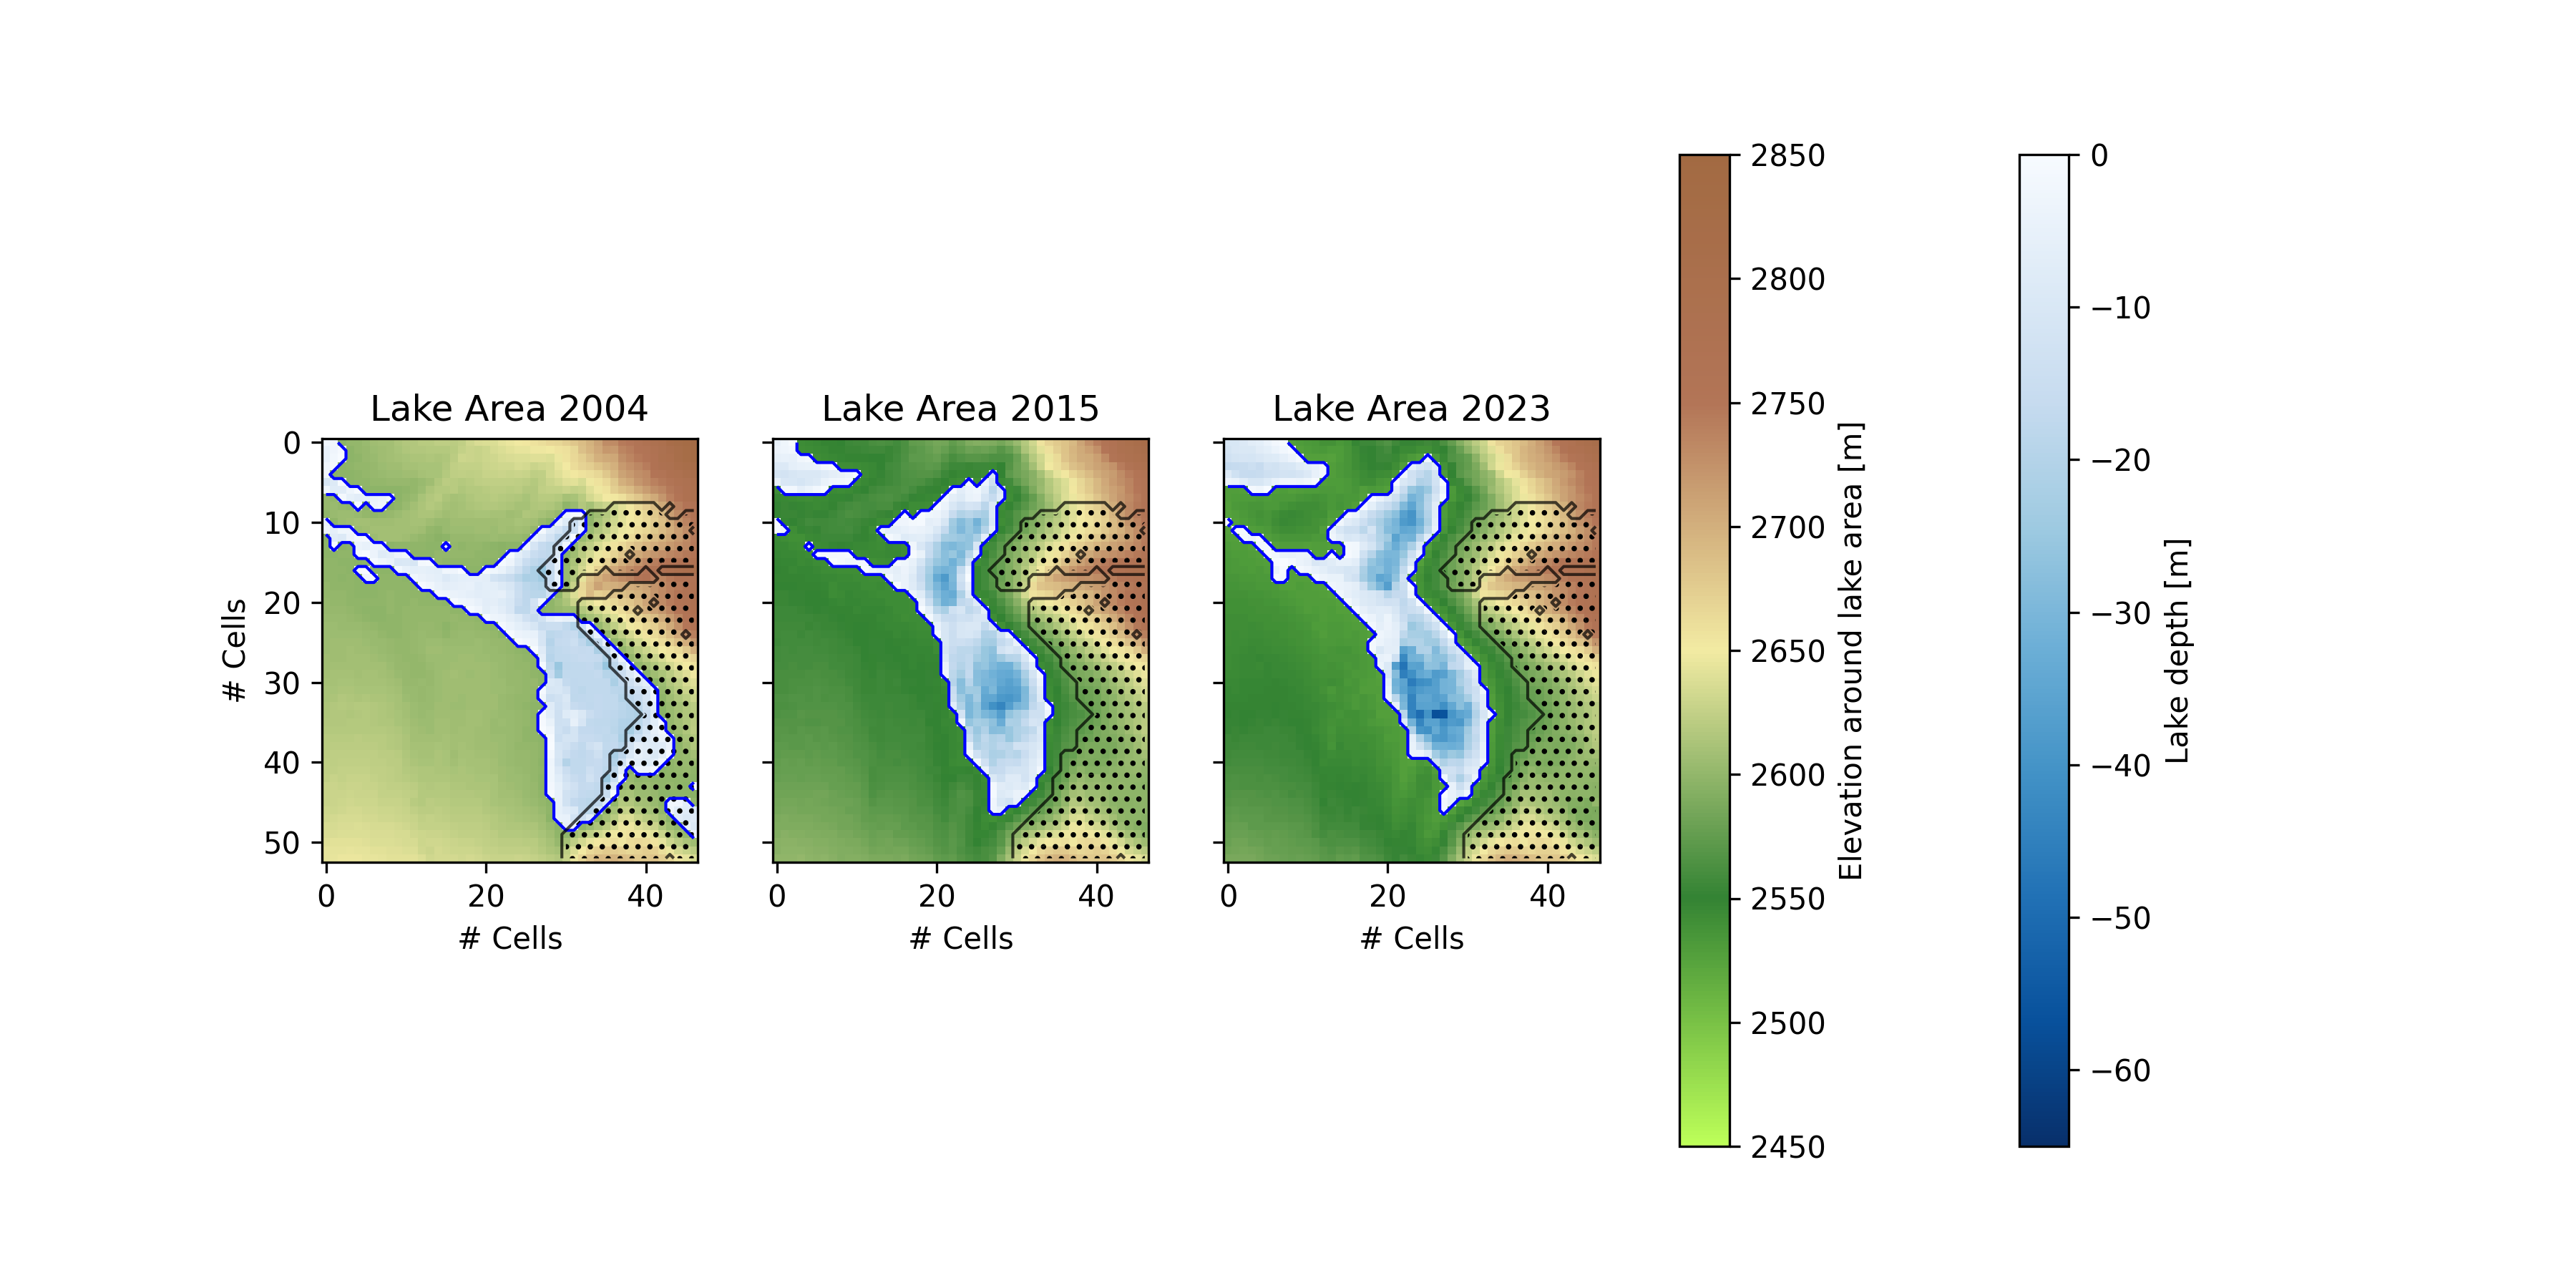 Lake Area 2004
Lake Area 2015
Lake Area 2023
# Cells
0
10
20
30
40
50
0 20 40
0 20 40
0 20 40
# Cells
# Cells
# Cells
2850
2800
2750
2700
2650
2600
2550
2500
2450
Elevation around lake area [m]
0
−10
−20
−30
−40
−50
−60
Lake depth [m]